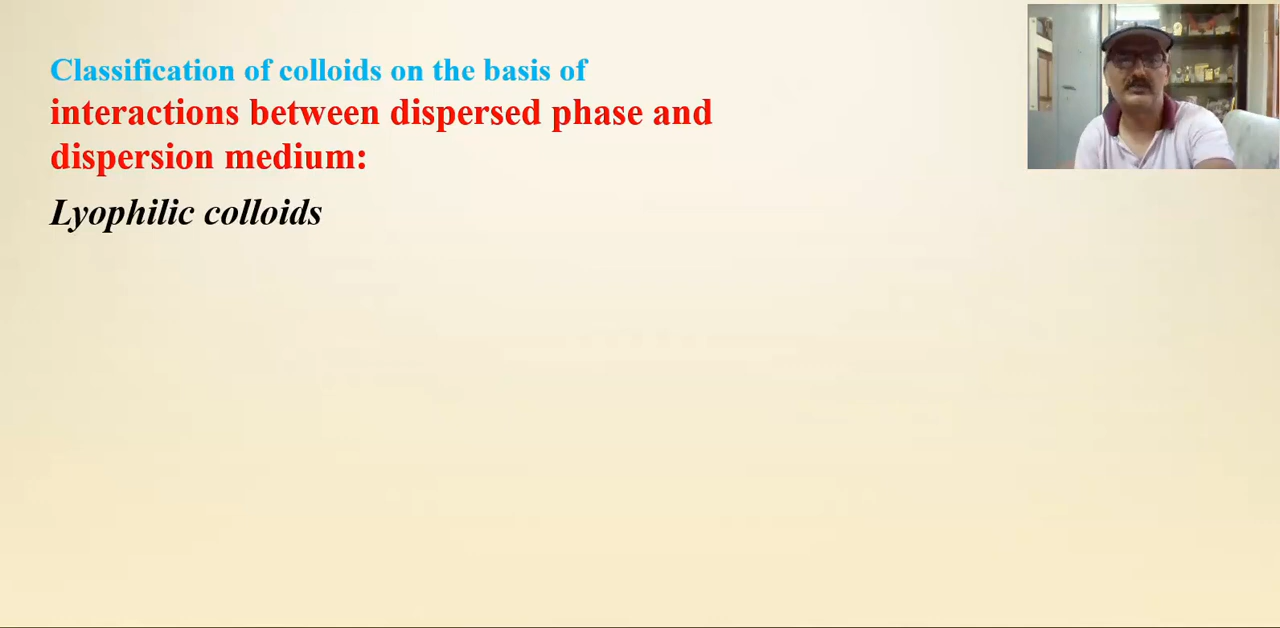 Classification of colloids on the basis of
interactions between dispersed phase and
dispersion medium:
Lyophilic colloids